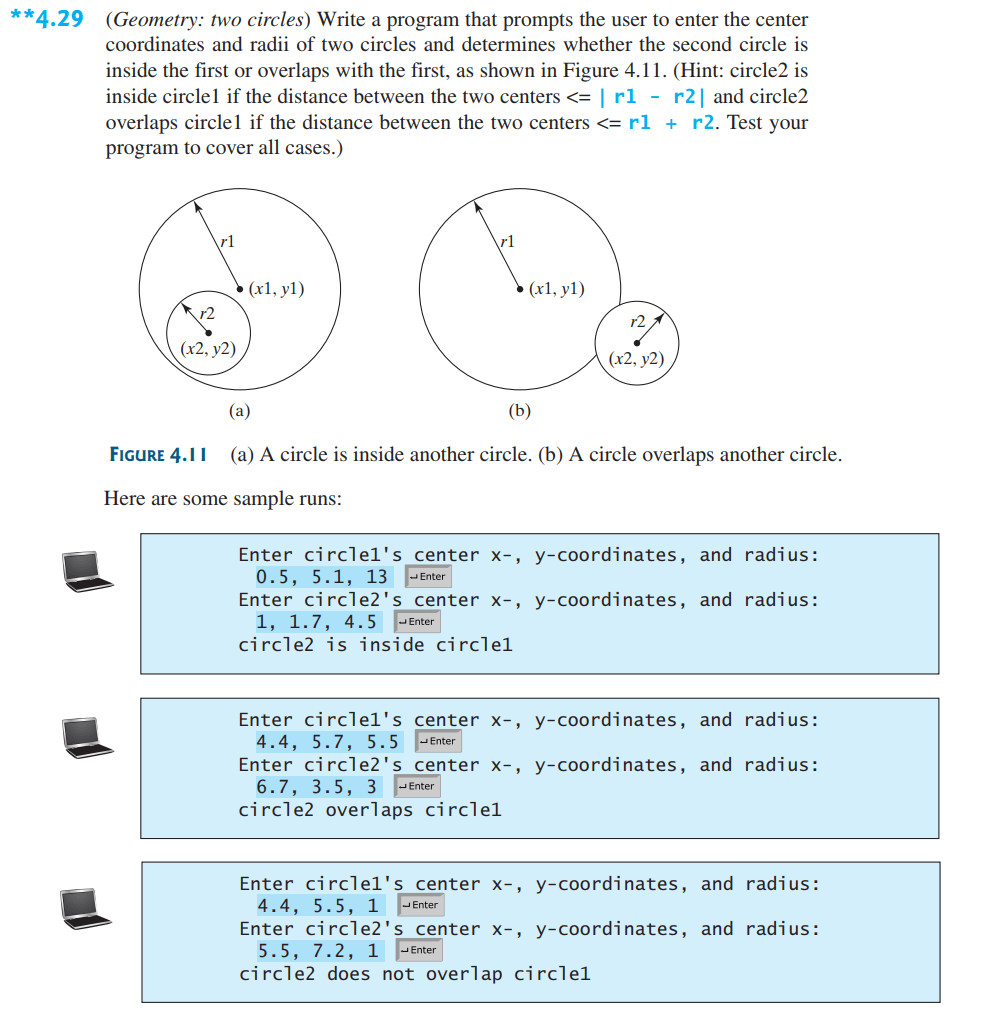 **4.29 (Geometry: two circles) Write a program that prompts the user to enter the center
coordinates and radii of two circles and determines whether the second circle is
inside the first or overlaps with the first, as shown in Figure 4.11. (Hint: circle2 is
inside circle1 if the distance between the two centers <= | r1 - r2| and circle2
overlaps circle1 if the distance between the two centers <= r1 + r2. Test your
program to cover all cases.)
r1
(x1, y1)
r2
(x2, y2)
(a)
r1
(x1, y1)
r2
(x2, y2)
(b)
FIGURE 4.11 (a) A circle is inside another circle. (b) A circle overlaps another circle.
Here are some sample runs:
Enter circle1's center x-, y-coordinates, and radius:
0.5, 5.1, 13 ↵Enter
Enter circle2's center x-, y-coordinates, and radius:
1, 1.7, 4.5 ↵Enter
circle2 is inside circle1
Enter circle1's center x-, y-coordinates, and radius:
4.4, 5.7, 5.5 ↵Enter
Enter circle2's center x-, y-coordinates, and radius:
6.7, 3.5, 3 ↵Enter
circle2 overlaps circle1
Enter circle1's center x-, y-coordinates, and radius:
4.4, 5.5, 1 ↵Enter
Enter circle2's center x-, y-coordinates, and radius:
5.5, 7.2, 1 ↵Enter
circle2 does not overlap circle1